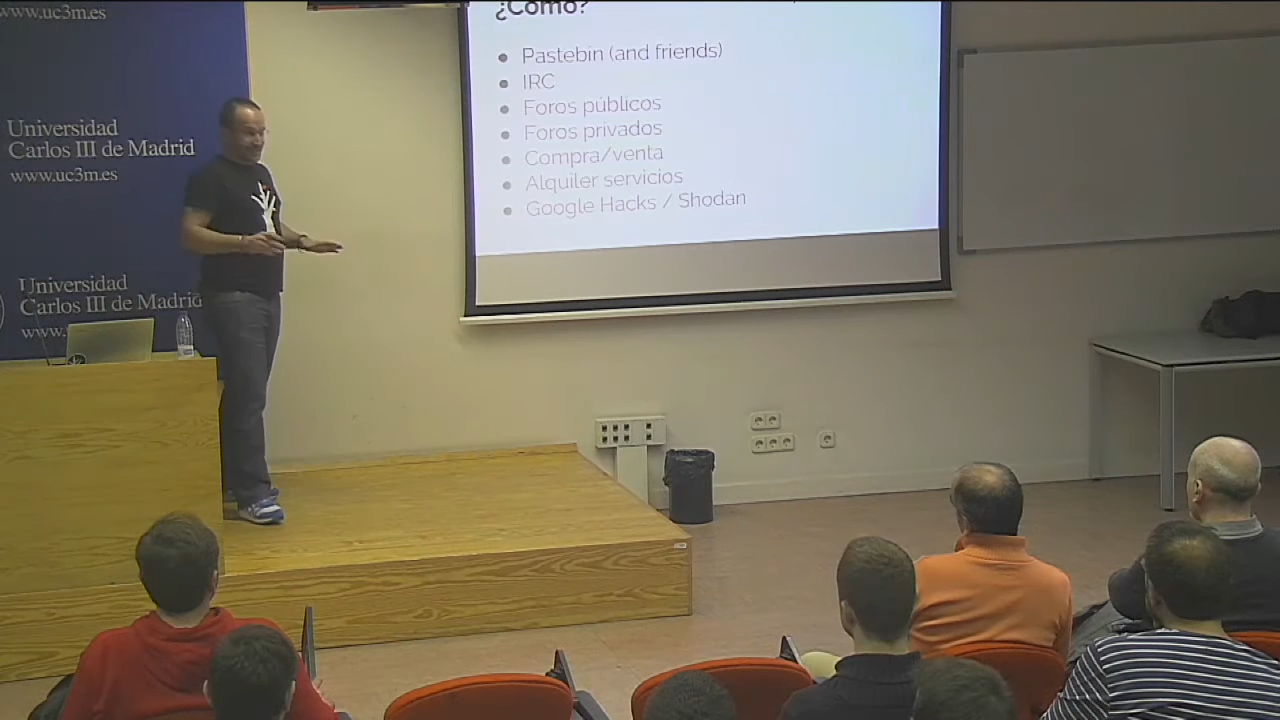 www.uc3m.es
Universidad
Carlos III de Madrid
www.uc3m.es
Universidad
Carlos III de Madrid
www.
¿Cómo?
• Pastebin (and friends)
• IRC
• Foros públicos
• Foros privados
• Compra/venta
• Alquiler servicios
• Google Hacks / Shodan